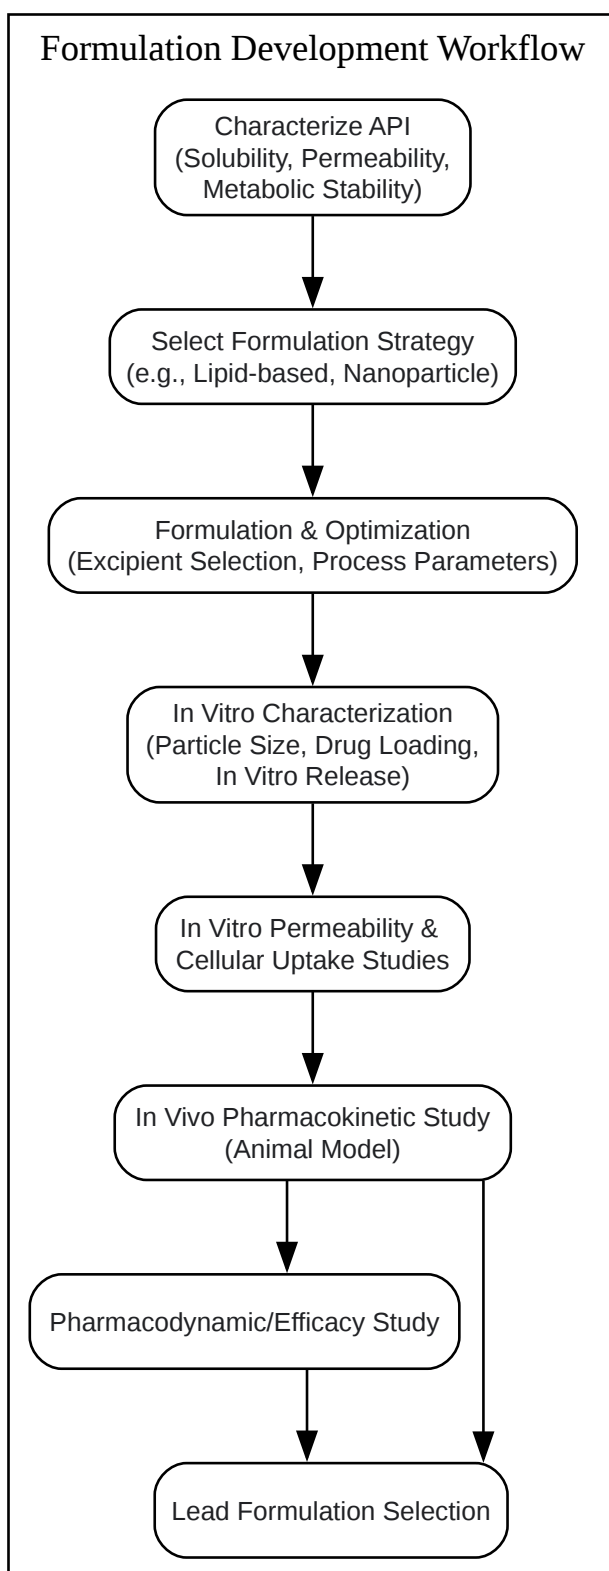 Formulation Development Workflow
Characterize API
(Solubility, Permeability,
Metabolic Stability)
Select Formulation Strategy
(e.g., Lipid-based, Nanoparticle)
Formulation & Optimization
(Excipient Selection, Process Parameters)
In Vitro Characterization
(Particle Size, Drug Loading,
In Vitro Release)
In Vitro Permeability &
Cellular Uptake Studies
In Vivo Pharmacokinetic Study
(Animal Model)
Pharmacodynamic/Efficacy Study
Lead Formulation Selection